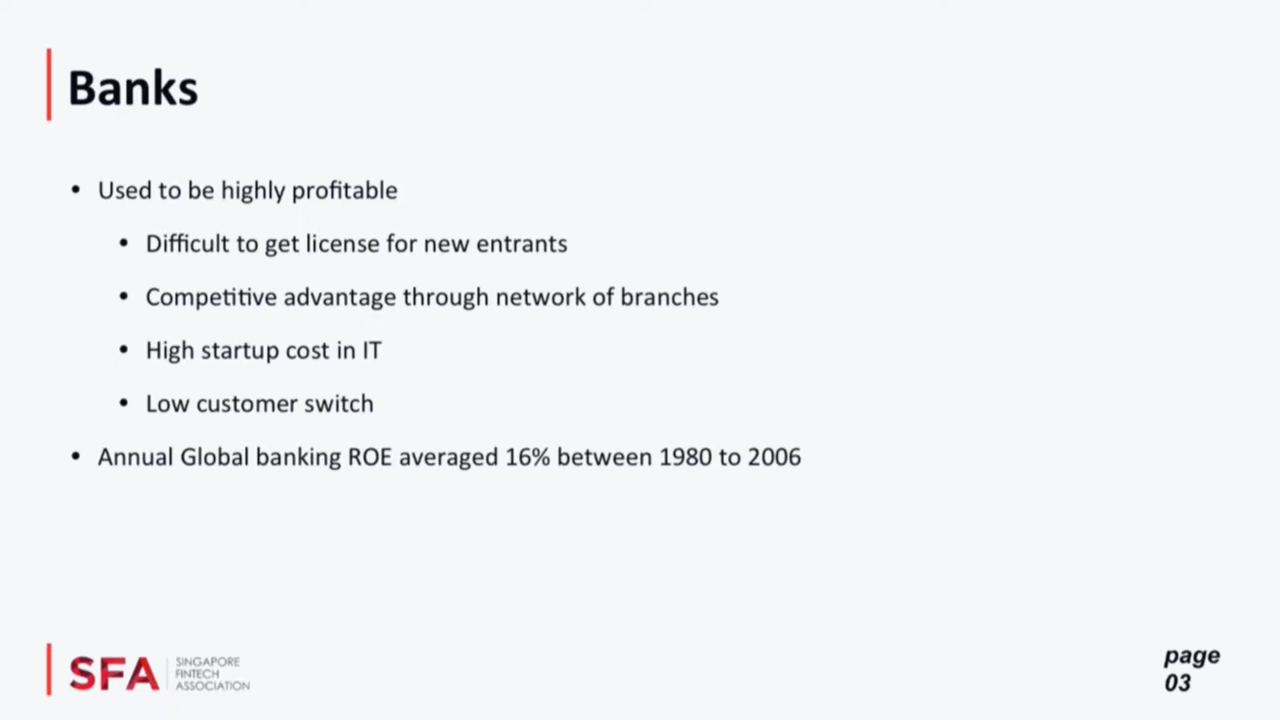 Banks
• Used to be highly profitable
• Difficult to get license for new entrants
• Competitive advantage through network of branches
• High startup cost in IT
• Low customer switch
• Annual Global banking ROE averaged 16% between 1980 to 2006
SFA
SINGAPORE
FINTECH
ASSOCIATION
page
03